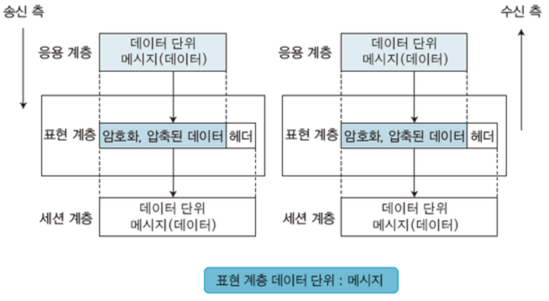 송신 측
수신 측
응용 계층
데이터 단위
메시지(데이터)
표현 계층
암호화, 압축된 데이터
헤더
세션 계층
데이터 단위
메시지(데이터)
응용 계층
데이터 단위
메시지(데이터)
표현 계층
암호화, 압축된 데이터
헤더
세션 계층
데이터 단위
메시지(데이터)
표현 계층 데이터 단위 : 메시지